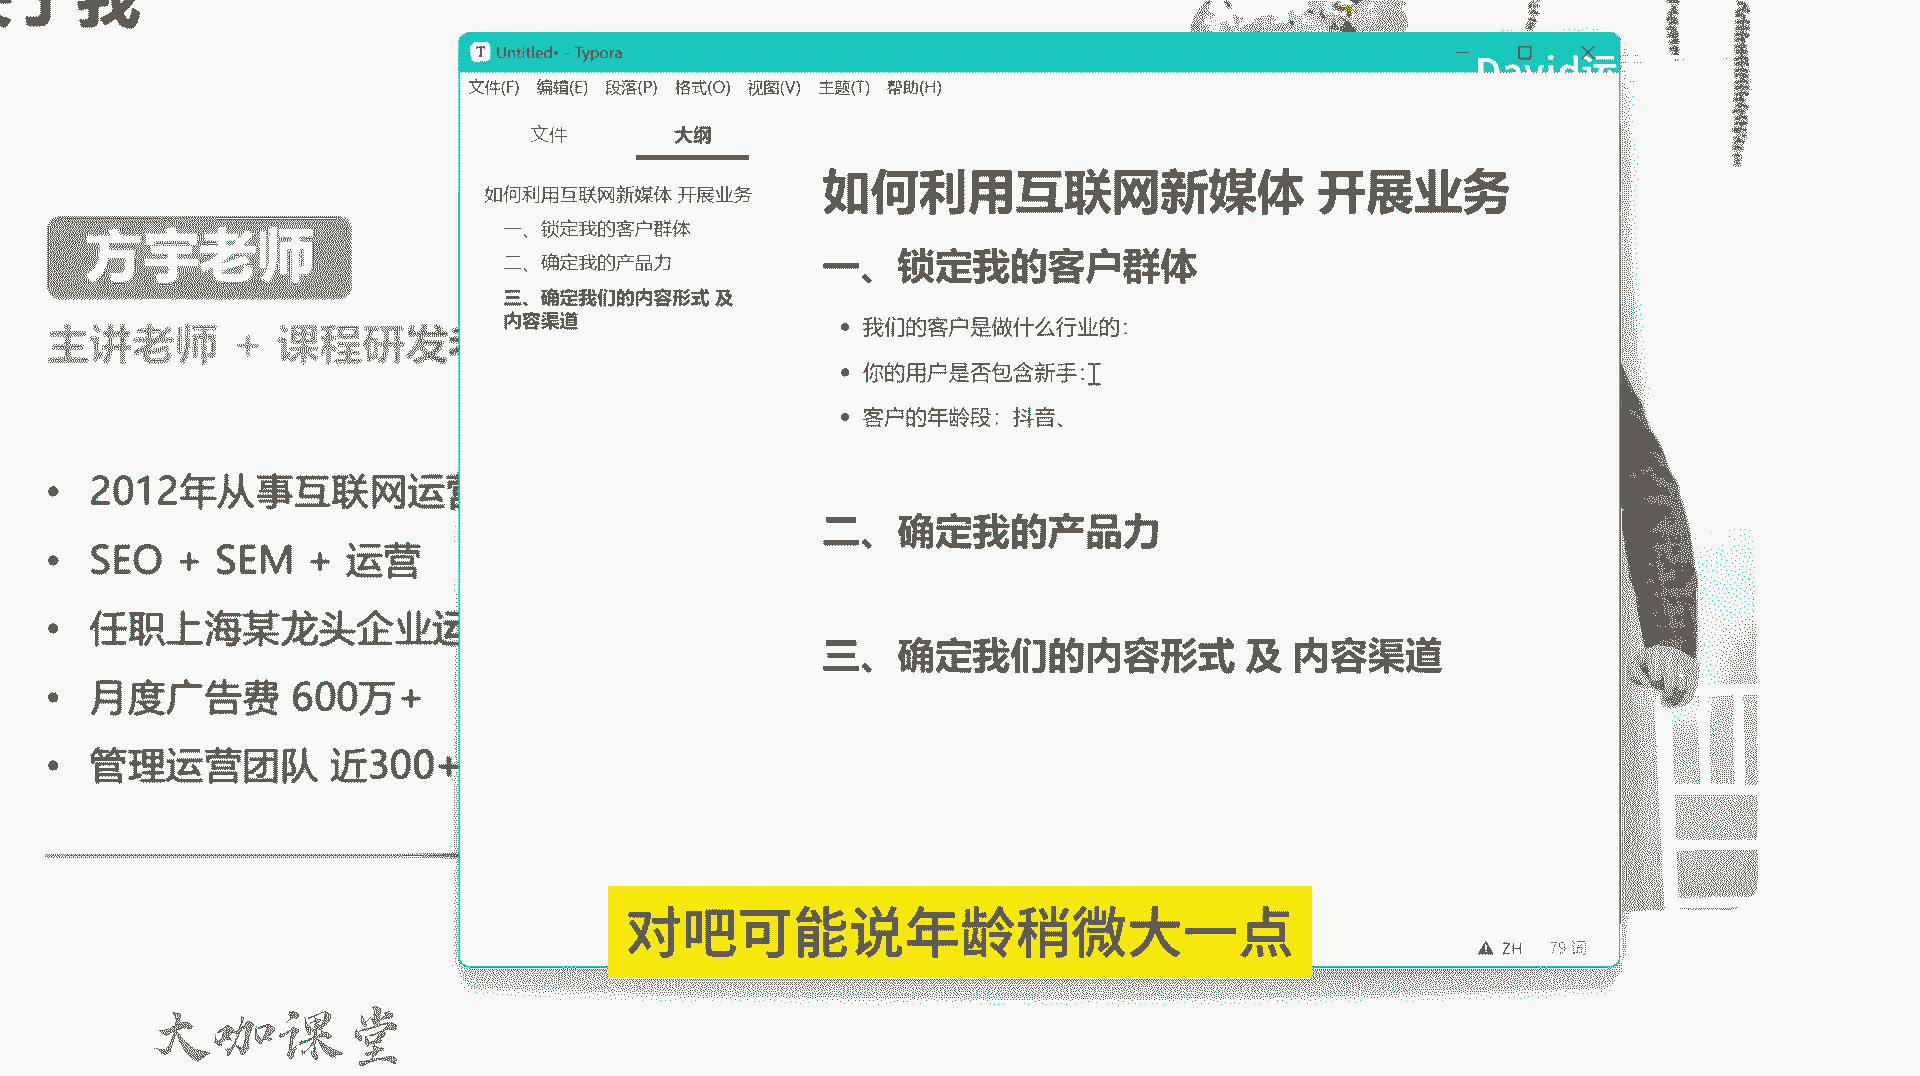 我
Untitled• - Typora
David运
文件(F) 编辑(E) 段落(P) 格式(O) 视图(V) 主题(T) 帮助(H)
文件 大纲
如何利用互联网新媒体 开展业务
一、锁定我的客户群体
二、确定我的产品力
三、确定我们的内容形式 及
内容渠道
如何利用互联网新媒体 开展业务
一、锁定我的客户群体
• 我们的客户是做什么行业的：
• 你的用户是否包含新手：
• 客户的年龄段：抖音、
二、确定我的产品力
三、确定我们的内容形式 及 内容渠道
ZH 79 词
方宇老师
主讲老师 + 课程研发
• 2012年从事互联网运营
• SEO + SEM + 运营
• 任职上海某龙头企业运
• 月度广告费 600万+
• 管理运营团队 近300+
对吧可能说年龄稍微大一点
大咖课堂